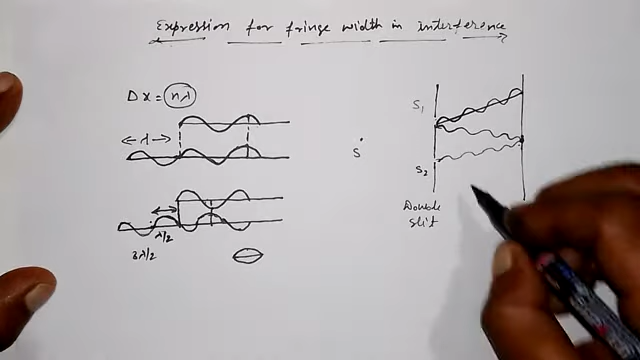 Expression for fringe width in interference
Δx = nλ
λ
λ/2
3λ/2
S
S₁
S₂
Double
slit